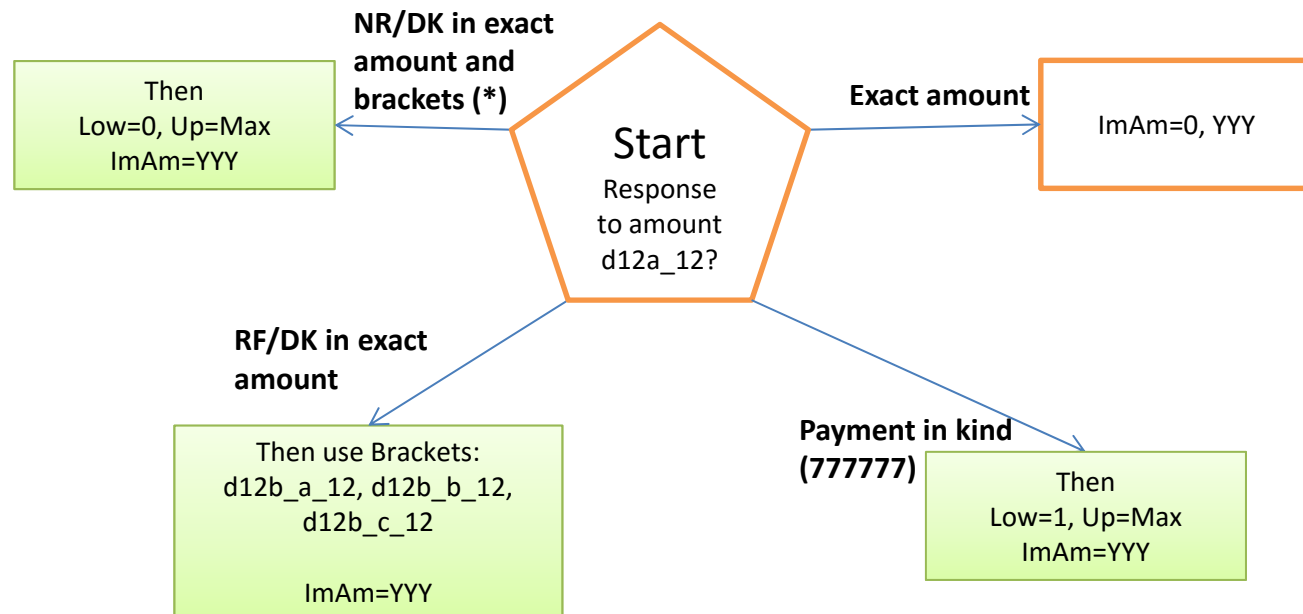 NR/DK in exact
amount and
brackets (*)
Then
Low=0, Up=Max
ImAm=YYY
Start
Response
to amount
d12a_12?
Exact amount
ImAm=0, YYY
RF/DK in exact
amount
Then use Brackets:
d12b_a_12, d12b_b_12,
d12b_c_12
ImAm=YYY
Payment in kind
(777777)
Then
Low=1, Up=Max
ImAm=YYY